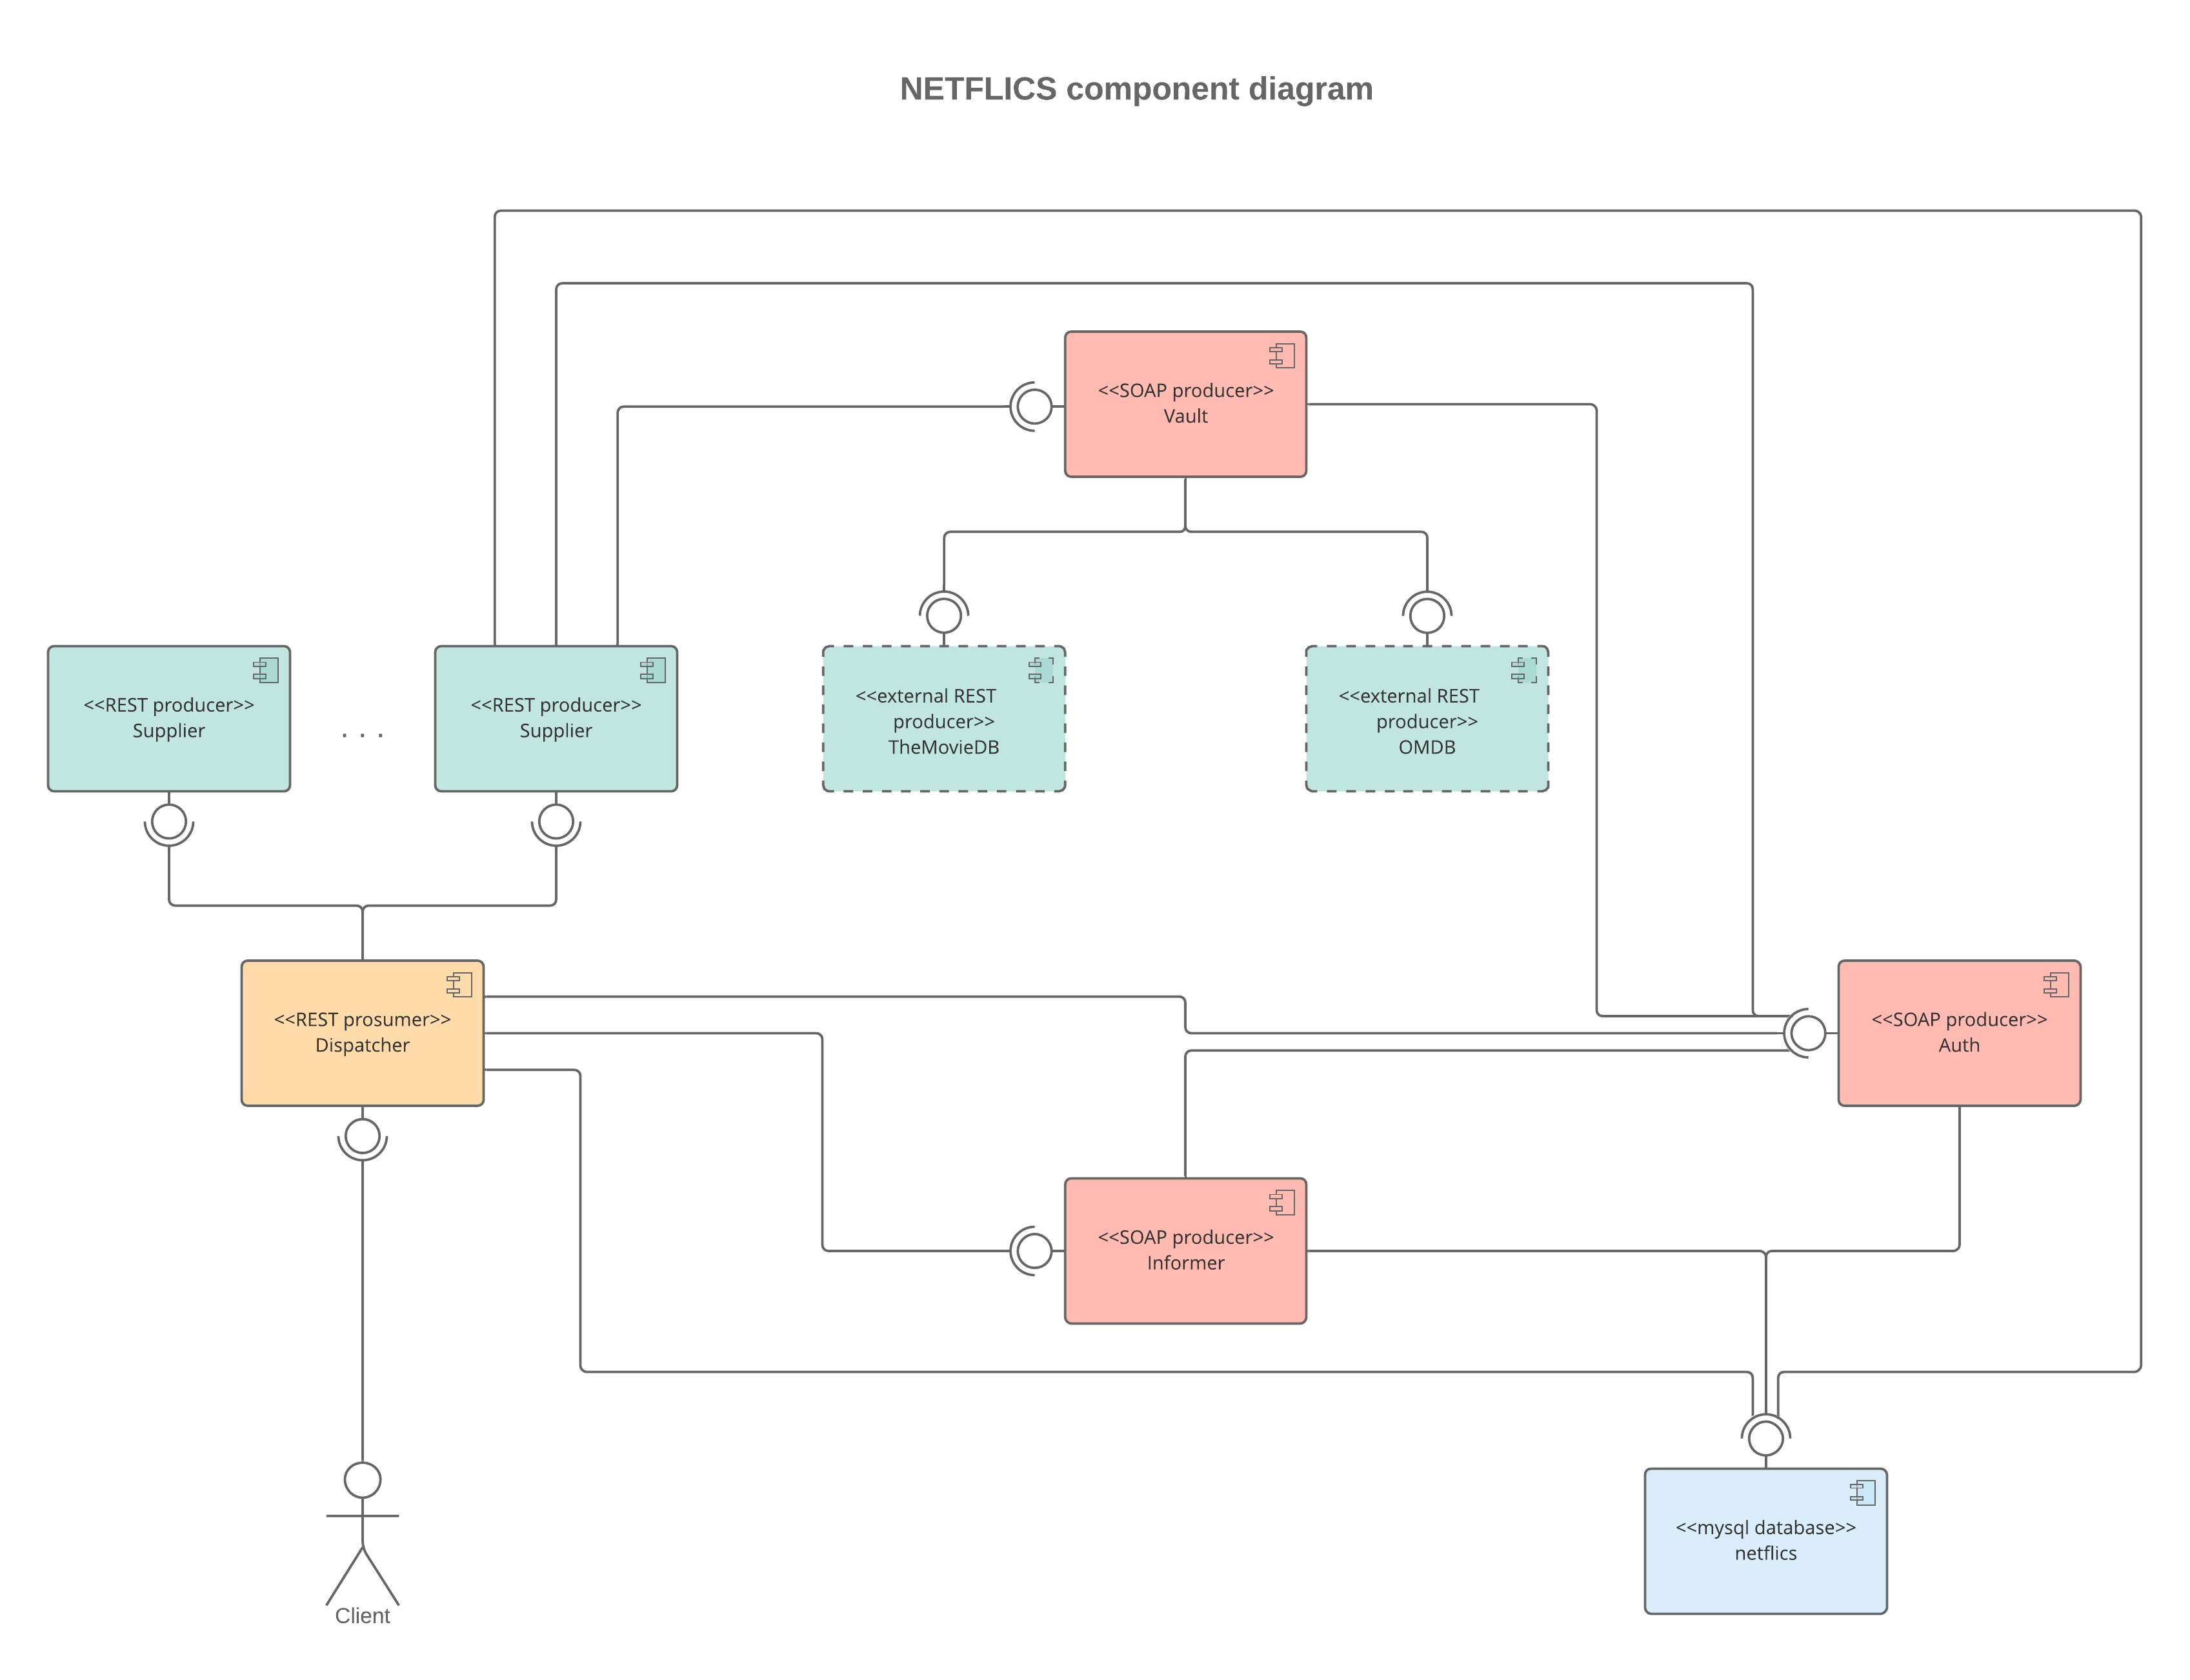 NETFLICS component diagram
<<SOAP producer>>
Vault
<<REST producer>>
Supplier
. . .
<<REST producer>>
Supplier
<<external REST
producer>>
TheMovieDB
<<external REST
producer>>
OMDB
<<REST prosumer>>
Dispatcher
<<SOAP producer>>
Auth
<<SOAP producer>>
Informer
<<mysql database>>
netflics
Client